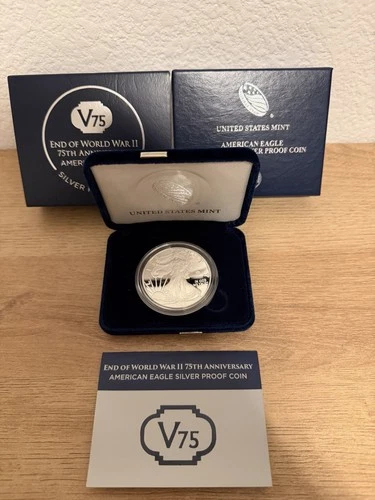 V75
END OF WORLD WAR II
75TH
AMERICAN
SILVER
UNITED STATES MINT
AMERICAN EAGLE
SILVER PROOF COIN
UNITED STATES MINT
END OF WORLD WAR II 75TH ANNIVERSARY
AMERICAN EAGLE SILVER PROOF COIN
V75